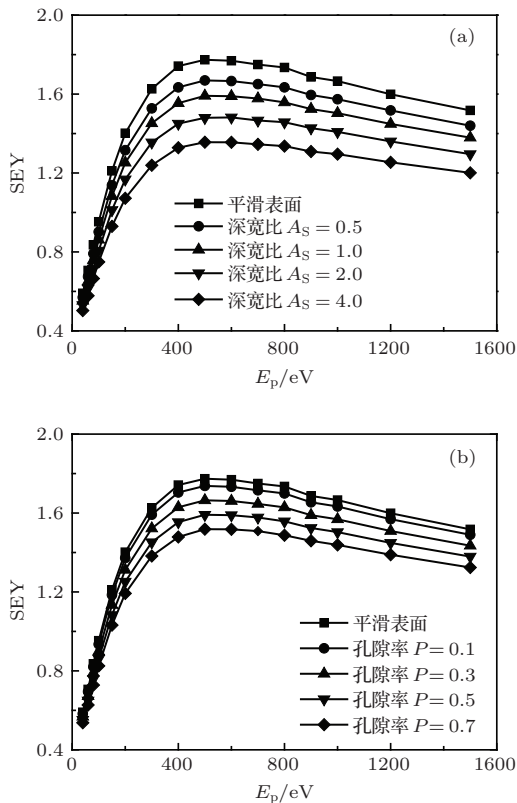 (a)
2.0
1.6
1.2
0.8
0.4
SEY
平滑表面
深宽比 AS = 0.5
深宽比 AS = 1.0
深宽比 AS = 2.0
深宽比 AS = 4.0
0 400 800 1200 1600
Ep/eV
(b)
2.0
1.6
1.2
0.8
0.4
SEY
平滑表面
孔隙率 P = 0.1
孔隙率 P = 0.3
孔隙率 P = 0.5
孔隙率 P = 0.7
0 400 800 1200 1600
Ep/eV